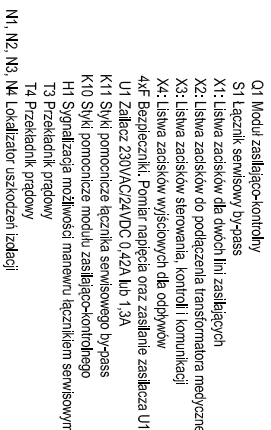 Q1 Moduł zasilająco-kontrolny
S1 Łącznik serwisowy by-pass
X1: Listwa zacisków dla dwóch lini zasilających
X2: Listwa zacisków do podłączenia transformatora medyczne
X3: Listwa zacisków sterowania, kontroli i komunikacji
X4: Listwa zacisków wyjściowych dla odpływów
4xF Bezpieczniki. Pomiar napięcia oraz zasilanie zasilacza U1
U1 Zailacz 230VAC/24VDC 0,42A lub 1,3A
K11 Styki pomocnicze łącznika serwisowego by-pass
K10 Styki pomocnicze modułu zasilająco-kontrolnego
H1 Sygnalizacja możliwości manewru łącznikiem serwisowym
T3 Przekładnik prądowy
T4 Przekładnik prądowy
N1, N2, N3, N4 Lokalizator uszkodzeń izolacji